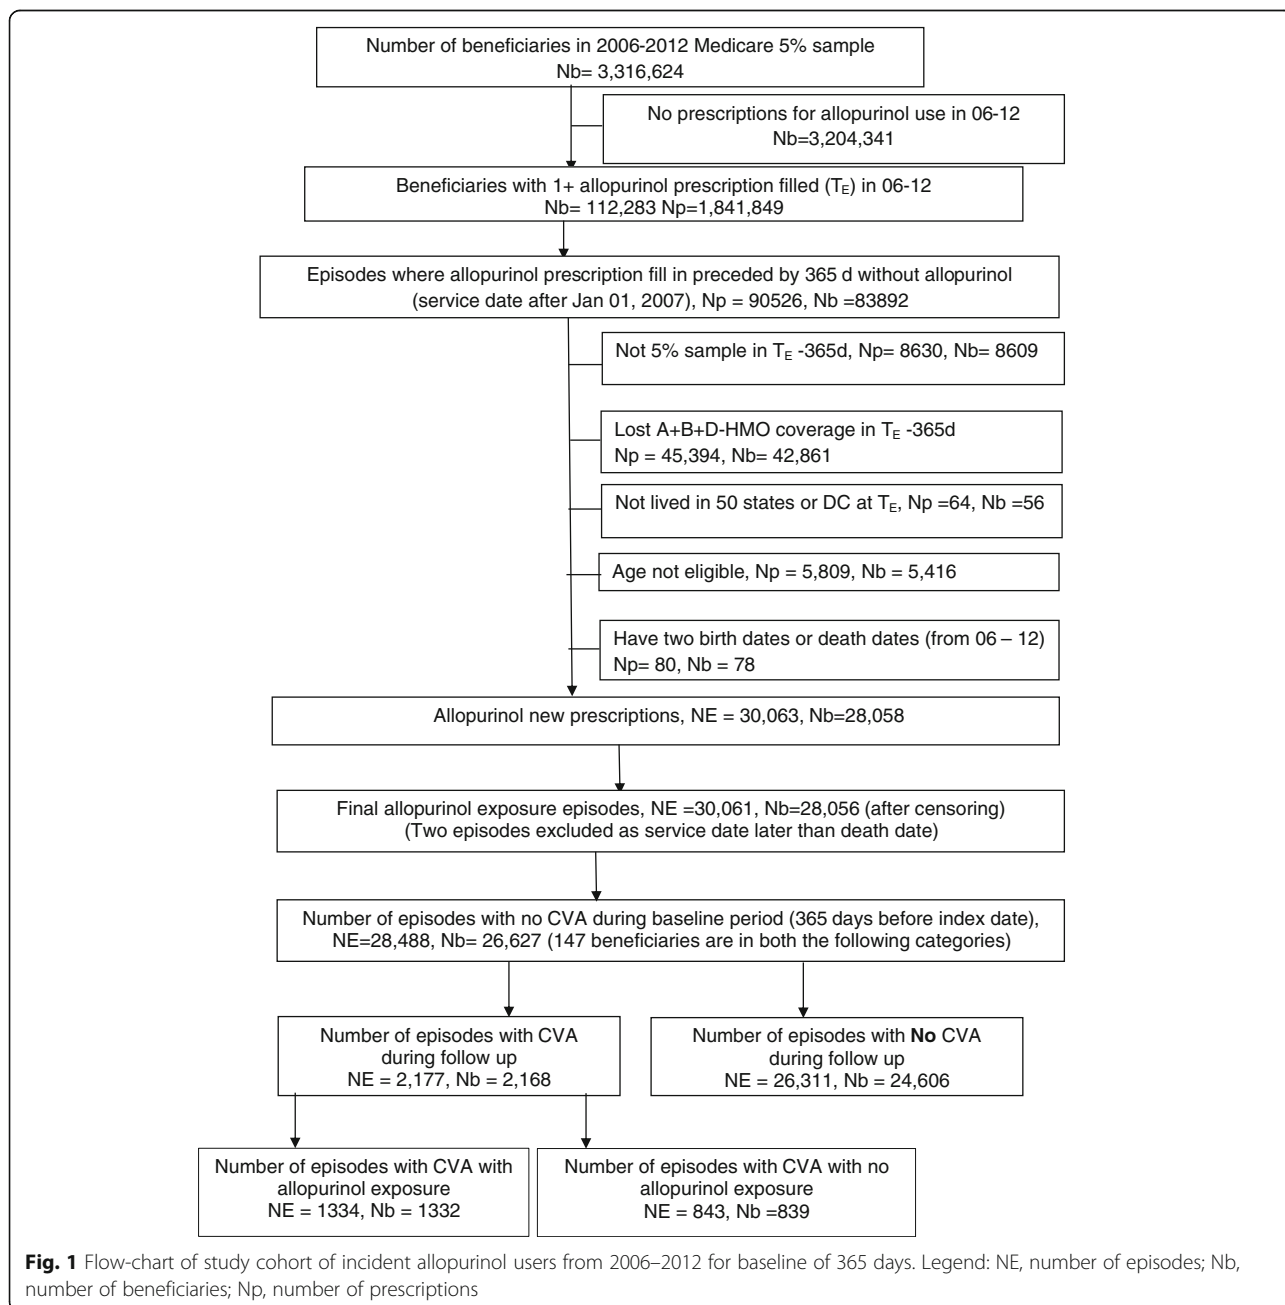 Number of beneficiaries in 2006-2012 Medicare 5% sample
Nb= 3,316,624
No prescriptions for allopurinol use in 06-12
Nb=3,204,341
Beneficiaries with 1+ allopurinol prescription filled (TE) in 06-12
Nb= 112,283 Np=1,841,849
Episodes where allopurinol prescription fill in preceded by 365 d without allopurinol
(service date after Jan 01, 2007), Np = 90526, Nb =83892
Not 5% sample in TE -365d, Np= 8630, Nb= 8609
Lost A+B+D-HMO coverage in TE -365d
Np = 45,394, Nb= 42,861
Not lived in 50 states or DC at TE, Np =64, Nb =56
Age not eligible, Np = 5,809, Nb = 5,416
Have two birth dates or death dates (from 06 – 12)
Np= 80, Nb = 78
Allopurinol new prescriptions, NE = 30,063, Nb=28,058
Final allopurinol exposure episodes, NE =30,061, Nb=28,056 (after censoring)
(Two episodes excluded as service date later than death date)
Number of episodes with no CVA during baseline period (365 days before index date),
NE=28,488, Nb= 26,627 (147 beneficiaries are in both the following categories)
Number of episodes with CVA
during follow up
NE = 2,177, Nb = 2,168
Number of episodes with No CVA
during follow up
NE = 26,311, Nb = 24,606
Number of episodes with CVA with
allopurinol exposure
NE = 1334, Nb = 1332
Number of episodes with CVA with no
allopurinol exposure
NE = 843, Nb =839
Fig. 1 Flow-chart of study cohort of incident allopurinol users from 2006–2012 for baseline of 365 days. Legend: NE, number of episodes; Nb,
number of beneficiaries; Np, number of prescriptions